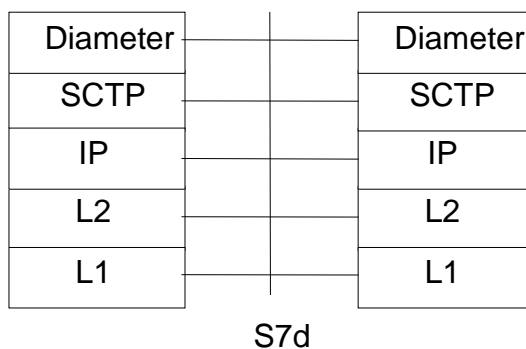 Diameter Diameter
SCTP SCTP
IP IP
L2 L2
L1 L1
S7d